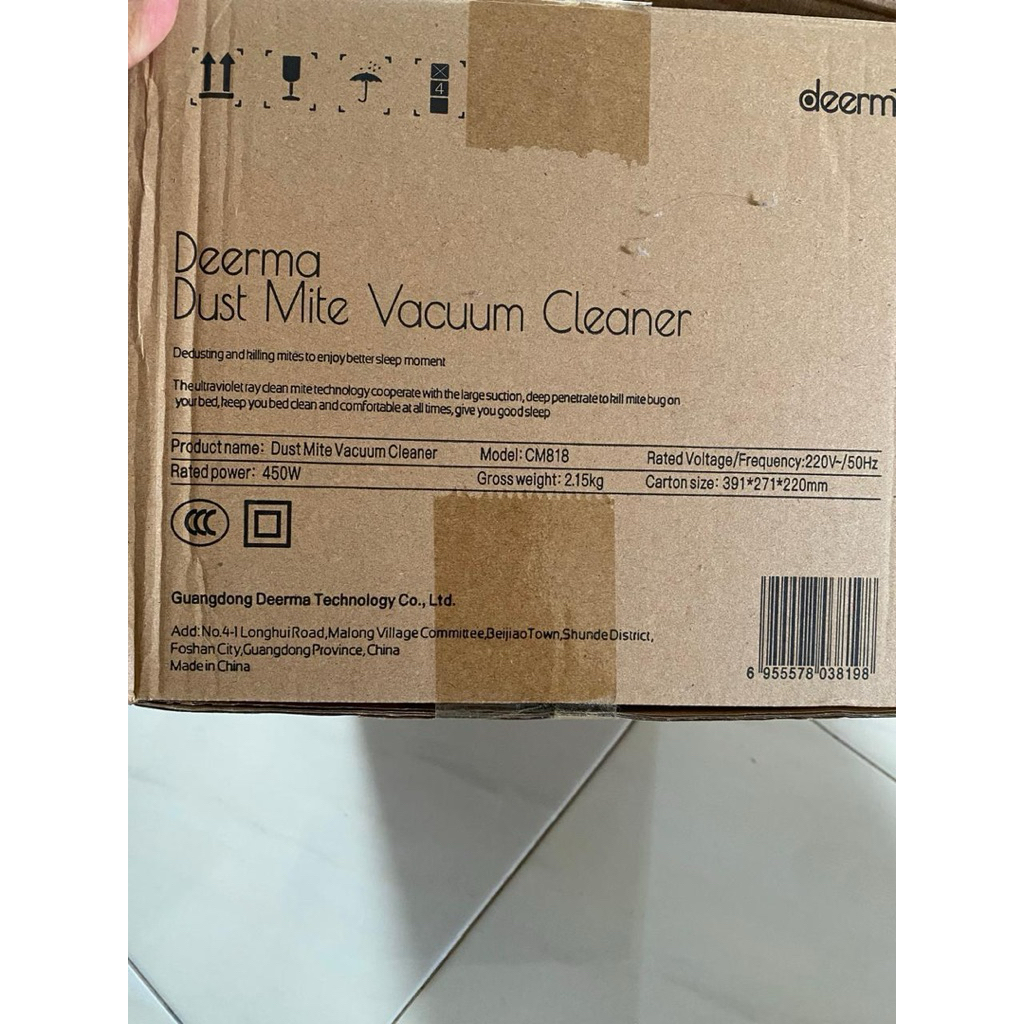 4
deerm
Deerma
Dust Mite Vacuum Cleaner
Dedusting and killing mites to enjoy better sleep moment
The ultraviolet ray clean mite technology cooperate with the large suction, deep penetrate to kill mite bug on
your bed, keep you bed clean and comfortable at all times, give you good sleep
Product name: Dust Mite Vacuum Cleaner Model: CM818 Rated Voltage/Frequency:220V~/50Hz
Rated power: 450W Gross weight: 2.15kg Carton size: 391*271*220mm
CCC
Guangdong Deerma Technology Co., Ltd.
Add: No.4-1 Longhui Road, Malong Village Committee, Beijiao Town, Shunde District,
Foshan City, Guangdong Province, China
Made in China
6 955578 038198